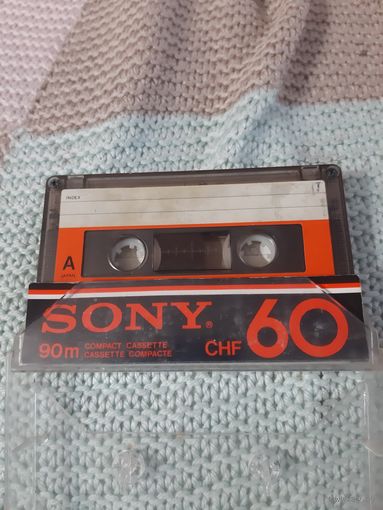 INDEX
A
JAPAN
SONY®
CHF 60
90m COMPACT CASSETTE
CASSETTE COMPACTE